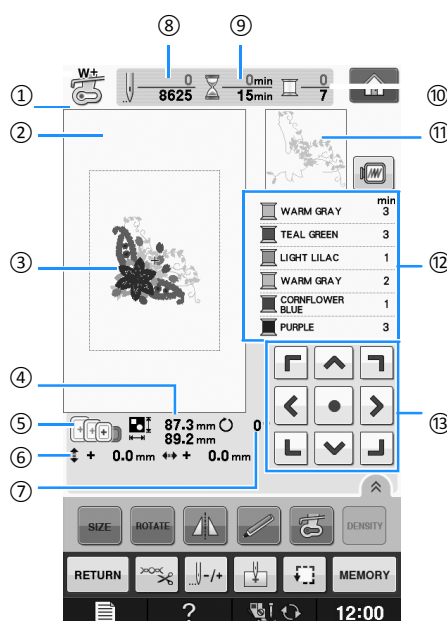 ⑧ ⑨
W±
0 0min 0
8625 15min 7
① ⑩
② ⑪
min
WARM GRAY 3
TEAL GREEN 3
③ LIGHT LILAC 1 ⑫
WARM GRAY 2
CORNFLOWER
BLUE 1
PURPLE 3
④
⑤ 87.3 mm 0° ⑬
89.2 mm
⑥ + 0.0 mm + 0.0 mm
⑦
SIZE ROTATE DENSITY
RETURN -/+ MEMORY
? 12:00